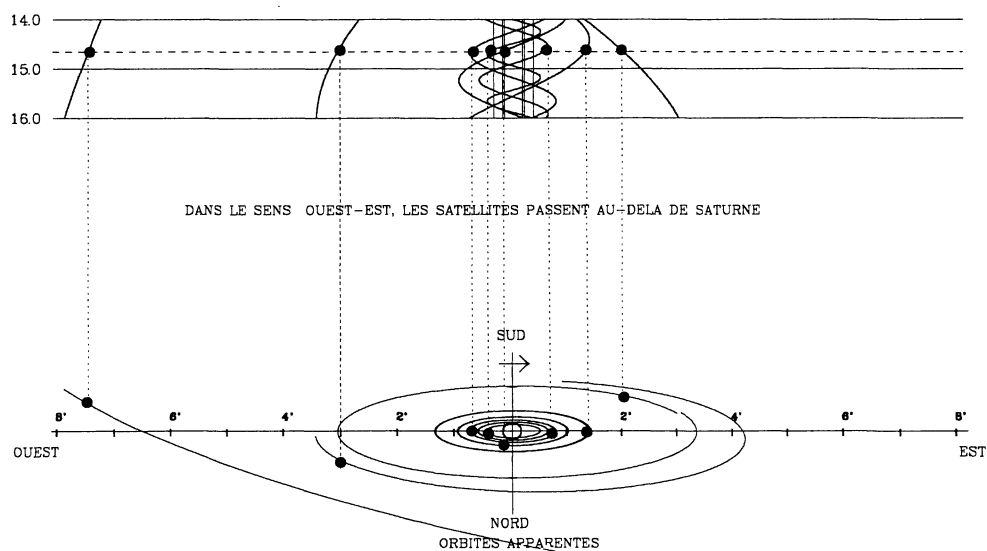 14.0
15.0
16.0
DANS LE SENS OUEST-EST, LES SATELLITES PASSENT AU-DELA DE SATURNE
SUD
8' 6' 4' 2' 2' 4' 6' 8'
OUEST EST
NORD
ORBITES APPARENTES